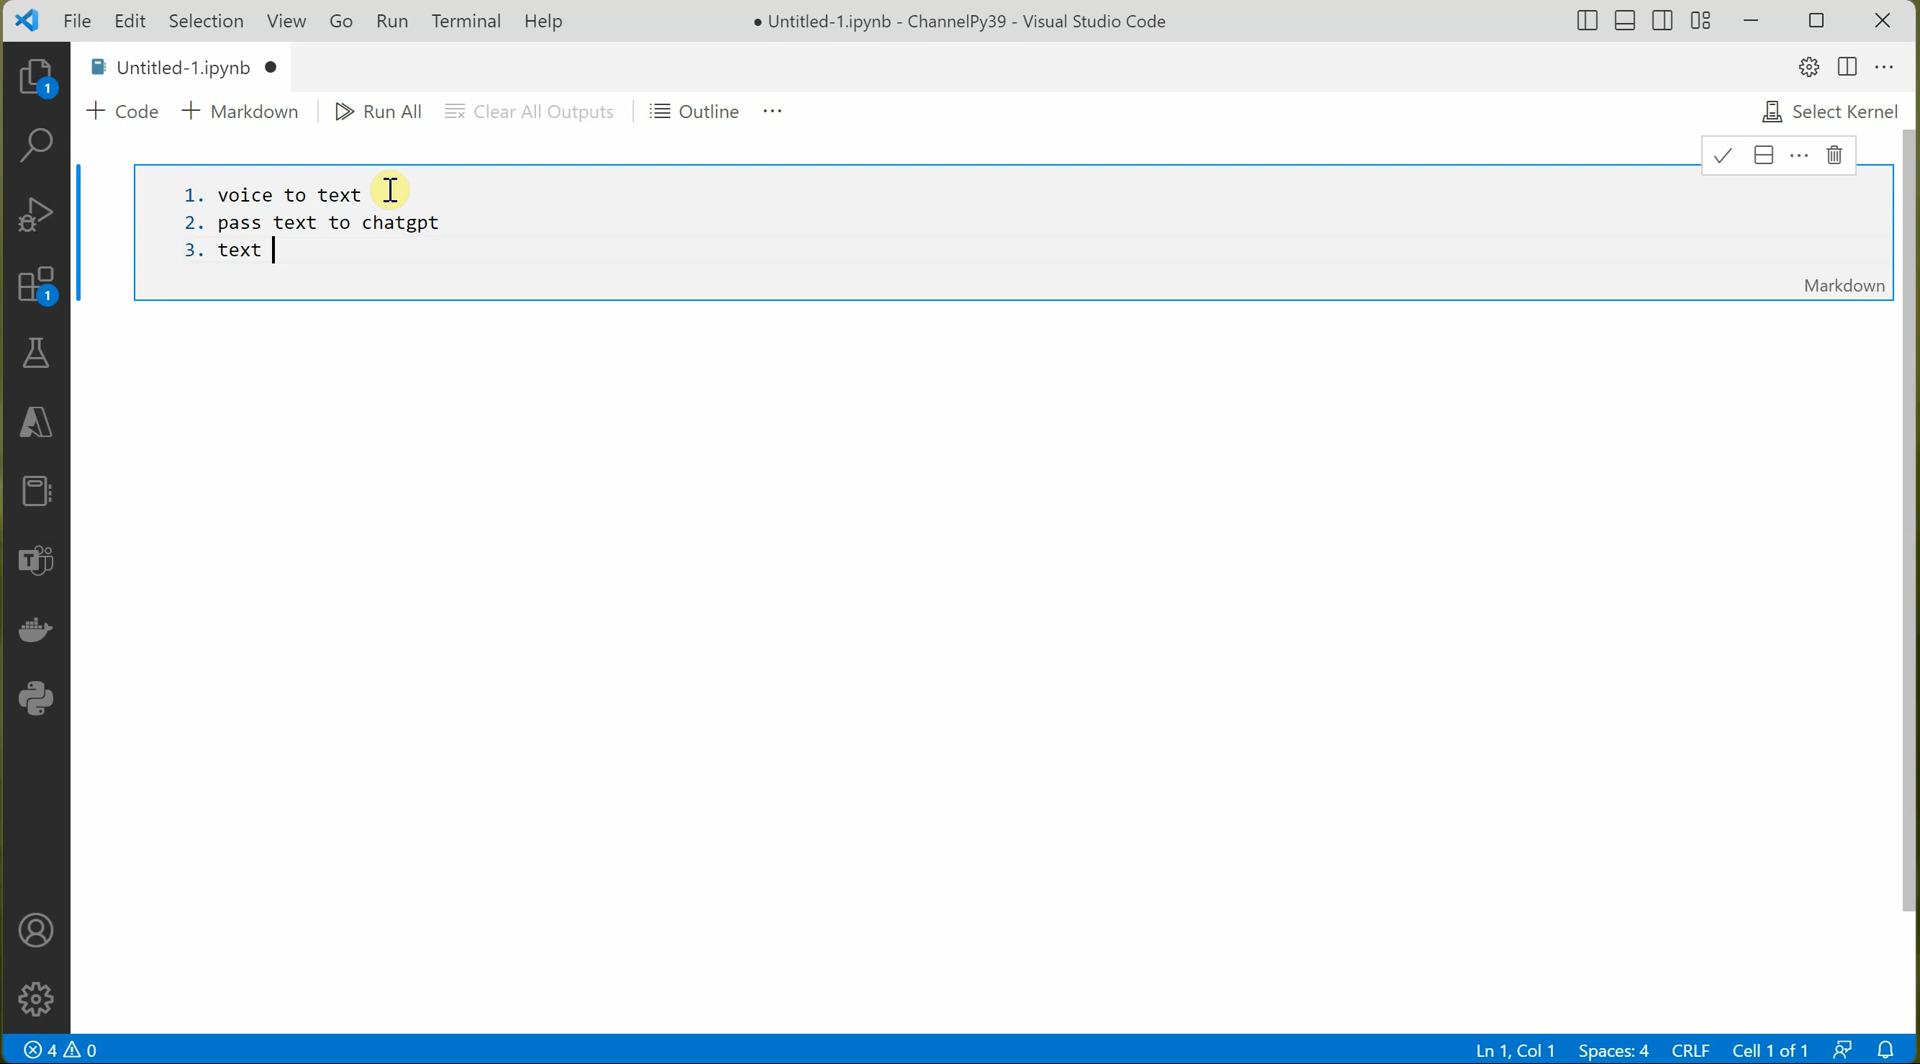 File Edit Selection View Go Run Terminal Help ● Untitled-1.ipynb - ChannelPy39 - Visual Studio Code
1 Untitled-1.ipynb ●
+ Code + Markdown Run All Clear All Outputs Outline ··· Select Kernel
1. voice to text
2. pass text to chatgpt
3. text
1
Markdown
T
4 0 Ln 1, Col 1 Spaces: 4 CRLF Cell 1 of 1